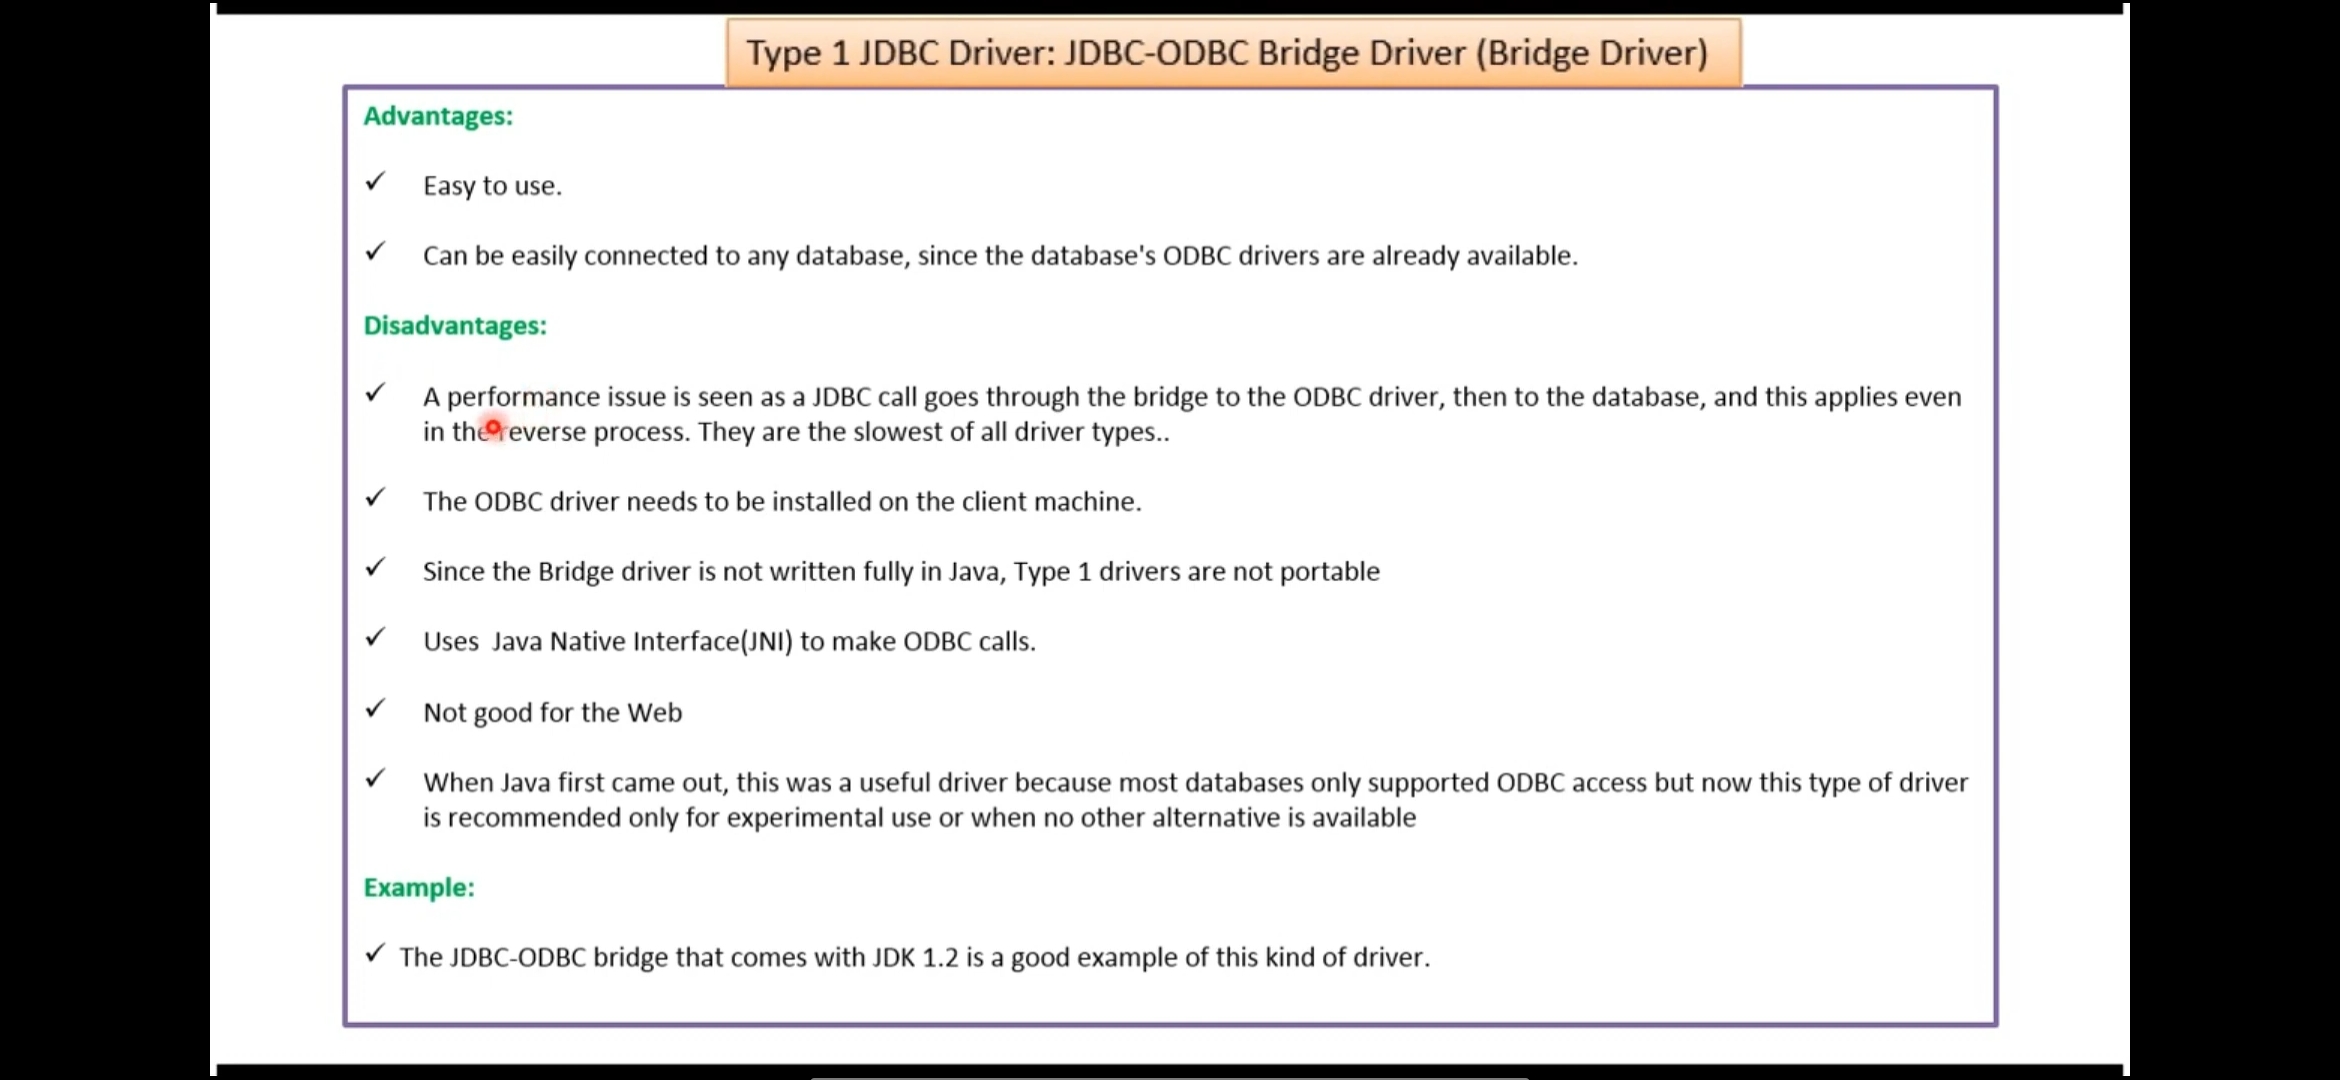 Type 1 JDBC Driver: JDBC-ODBC Bridge Driver (Bridge Driver)
Advantages:
✓ Easy to use.
✓ Can be easily connected to any database, since the database's ODBC drivers are already available.
Disadvantages:
✓ A performance issue is seen as a JDBC call goes through the bridge to the ODBC driver, then to the database, and this applies even
in the reverse process. They are the slowest of all driver types..
✓ The ODBC driver needs to be installed on the client machine.
✓ Since the Bridge driver is not written fully in Java, Type 1 drivers are not portable
✓ Uses Java Native Interface(JNI) to make ODBC calls.
✓ Not good for the Web
✓ When Java first came out, this was a useful driver because most databases only supported ODBC access but now this type of driver
is recommended only for experimental use or when no other alternative is available
Example:
✓ The JDBC-ODBC bridge that comes with JDK 1.2 is a good example of this kind of driver.